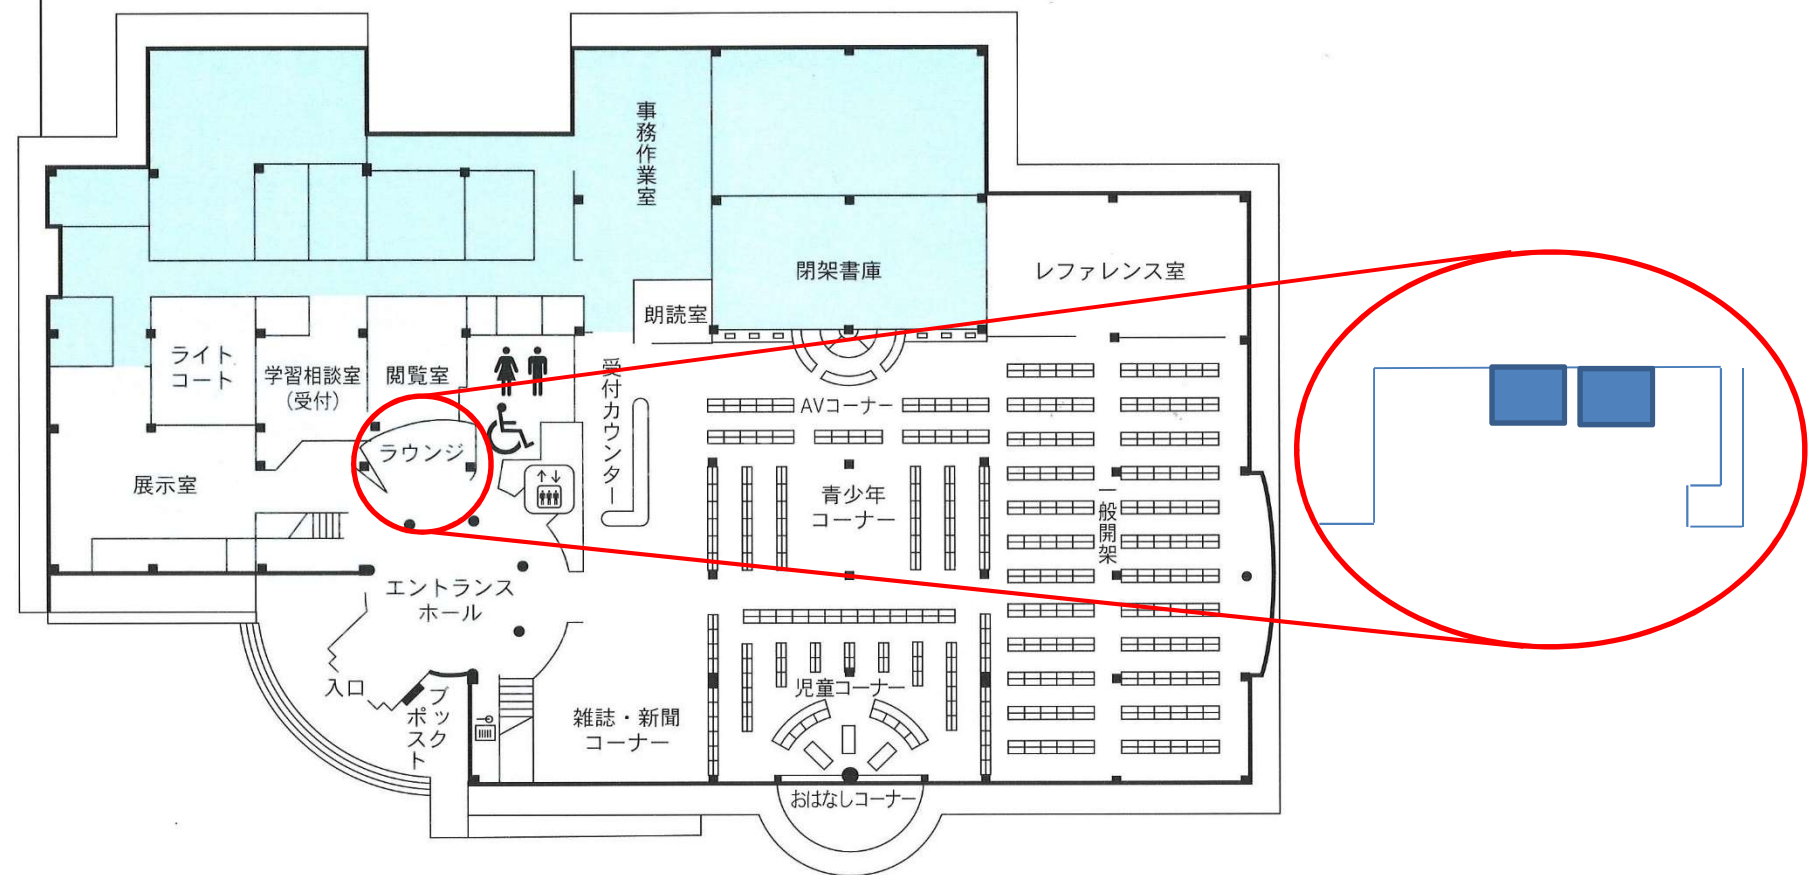 事務作業室
閉架書庫
レファレンス室
朗読室
ライト
コート
学習相談室
(受付)
閲覧室
受付カウンター
AVコーナー
ラウンジ
展示室
青少年
コーナー
一般開架
エントランス
ホール
入口
ブック
ポスト
児童コーナー
雑誌・新聞
コーナー
おはなしコーナー